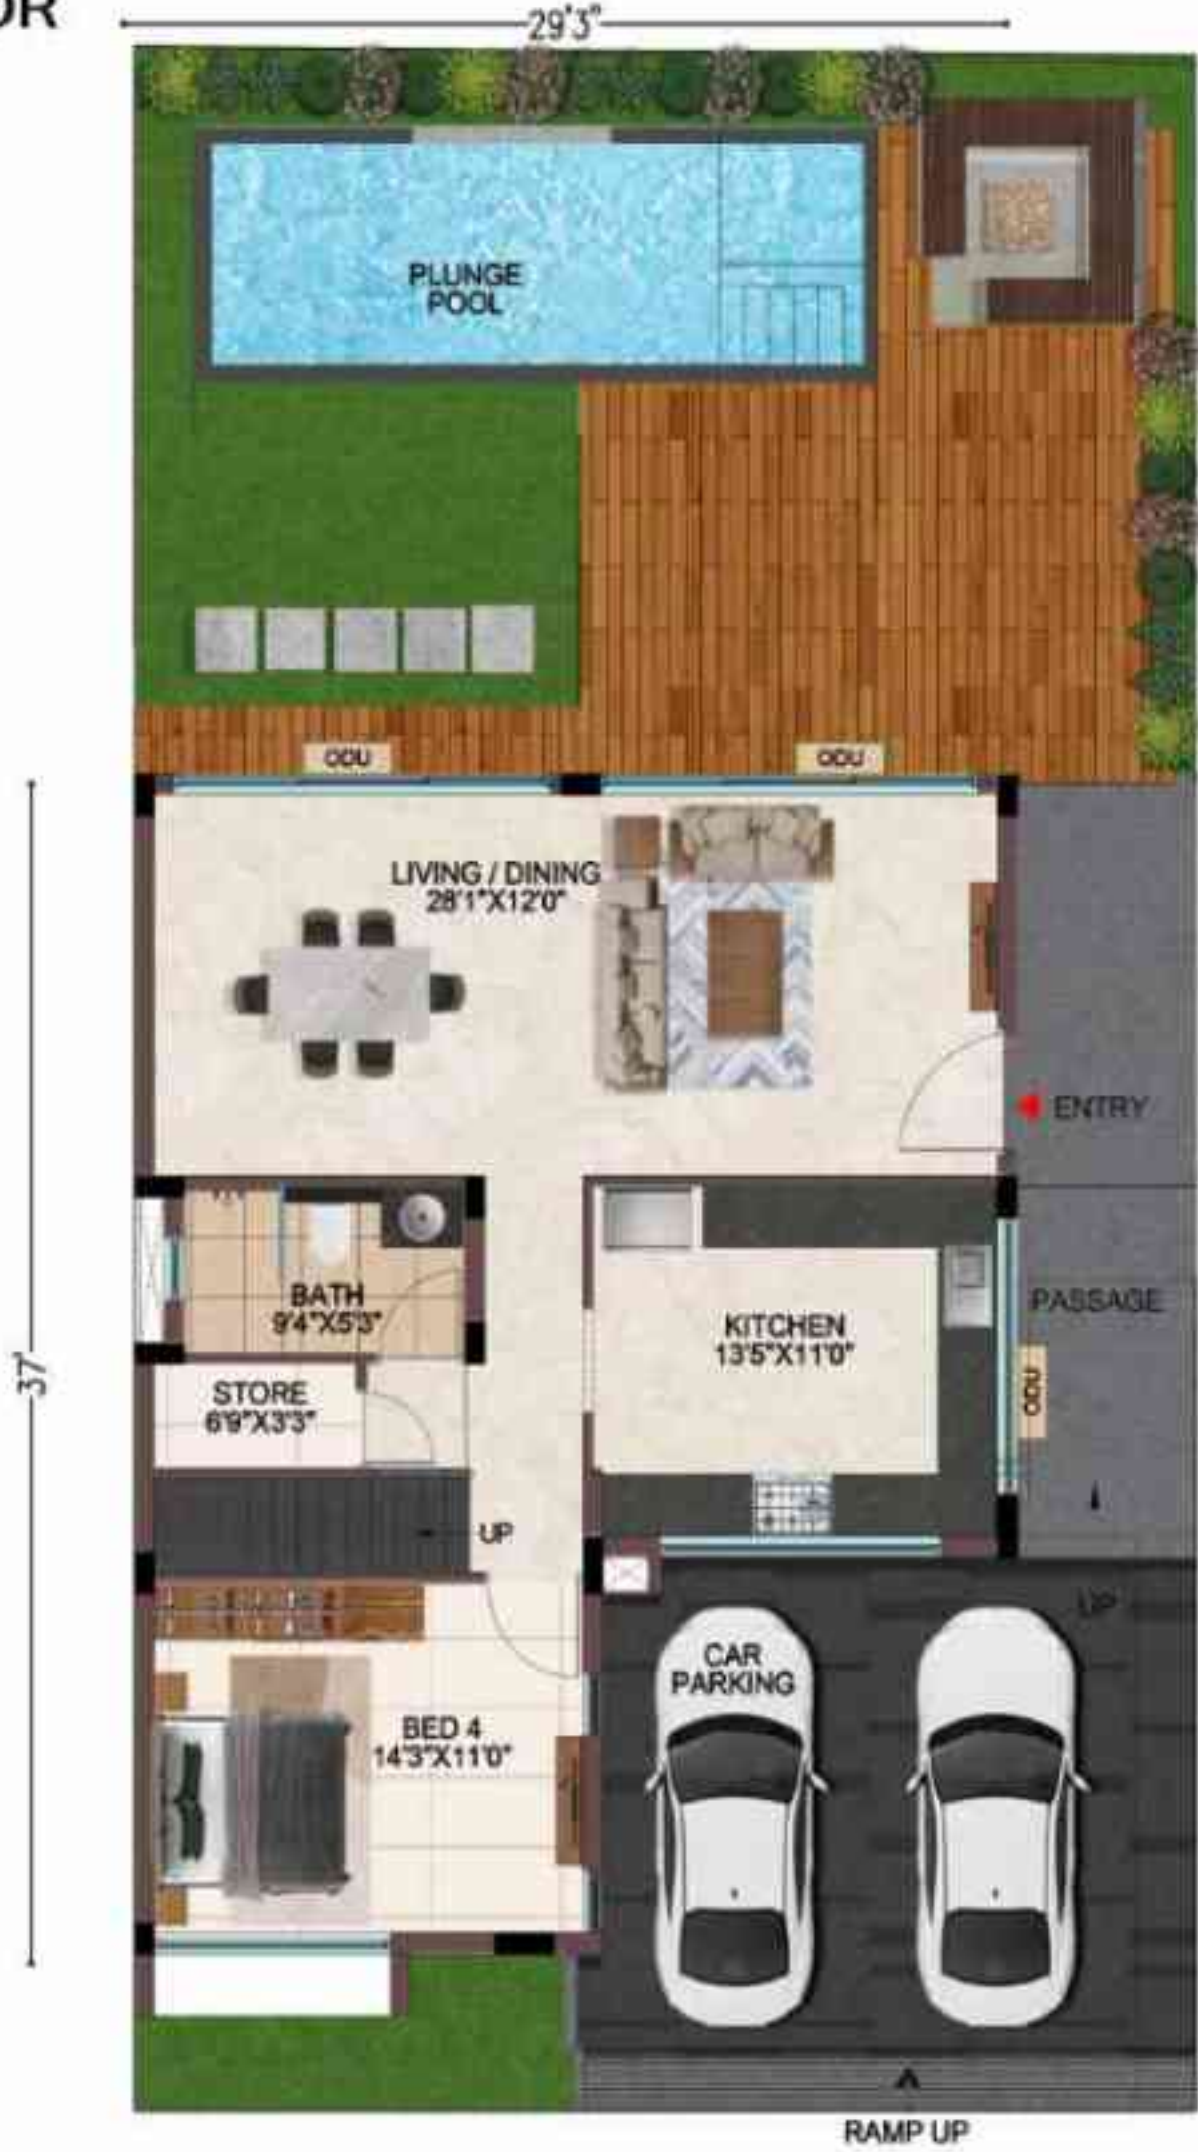 OR
29'3"
PLUNGE
POOL
ODU
ODU
LIVING / DINING
28'1"X12'0"
ENTRY
BATH
9'4"X5'3"
KITCHEN
13'5"X11'0"
PASSAGE
ODU
37'
STORE
6'9"X3'3"
UP
UP
CAR
PARKING
BED 4
14'3"X11'0"
RAMP UP